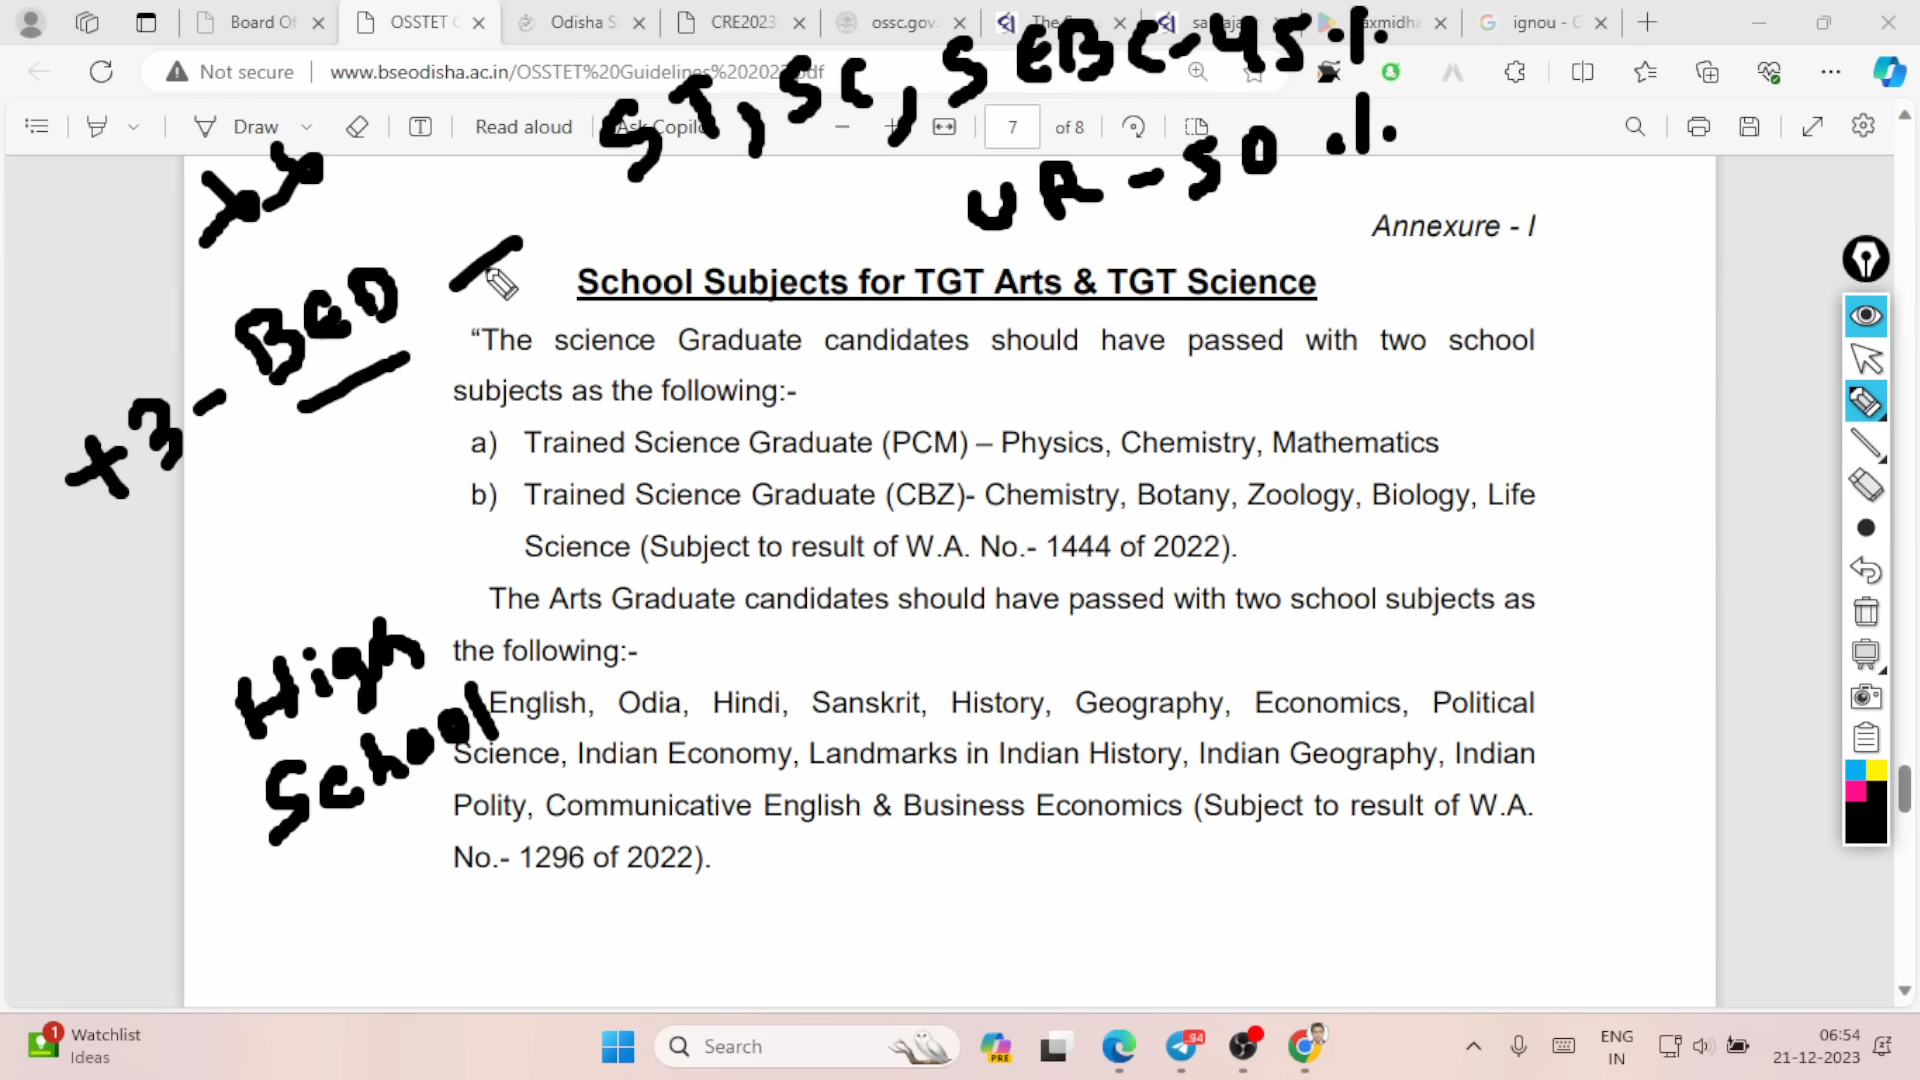 Board Of
OSSTET
Odisha S
CRE2023
ossc.gov.
ignou - G
Not secure
www.bseodisha.ac.in/OSSTET%20Guidelines%20202
Draw
Read aloud
7
of 8
ST, SC, SEBC-45 %
UR - 50 %
Annexure - I
School Subjects for TGT Arts & TGT Science
“The science Graduate candidates should have passed with two school
subjects as the following:-
a) Trained Science Graduate (PCM) – Physics, Chemistry, Mathematics
b) Trained Science Graduate (CBZ)- Chemistry, Botany, Zoology, Biology, Life
Science (Subject to result of W.A. No.- 1444 of 2022).
The Arts Graduate candidates should have passed with two school subjects as
the following:-
English, Odia, Hindi, Sanskrit, History, Geography, Economics, Political
Science, Indian Economy, Landmarks in Indian History, Indian Geography, Indian
Polity, Communicative English & Business Economics (Subject to result of W.A.
No.- 1296 of 2022).
+3 - BED
High
School
1
Watchlist
Ideas
Search
PRE
94
ENG
IN
06:54
21-12-2023